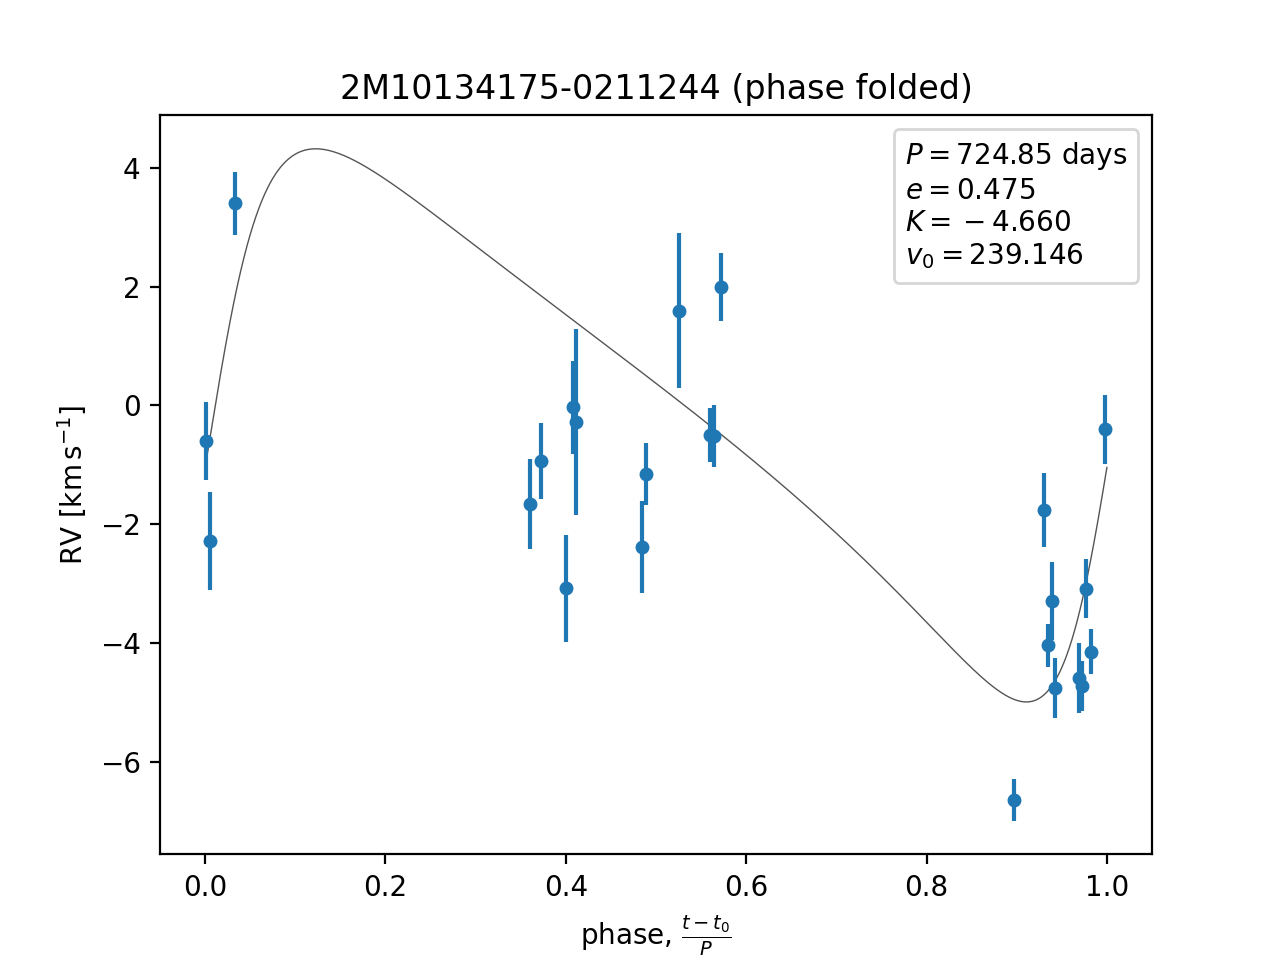 2M10134175-0211244 (phase folded)
P = 724.85 days
e = 0.475
K = −4.660
v₀ = 239.146
4
2
0
−2
−4
−6
RV [km s⁻¹]
0.0 0.2 0.4 0.6 0.8 1.0
phase, (t − t₀)/P